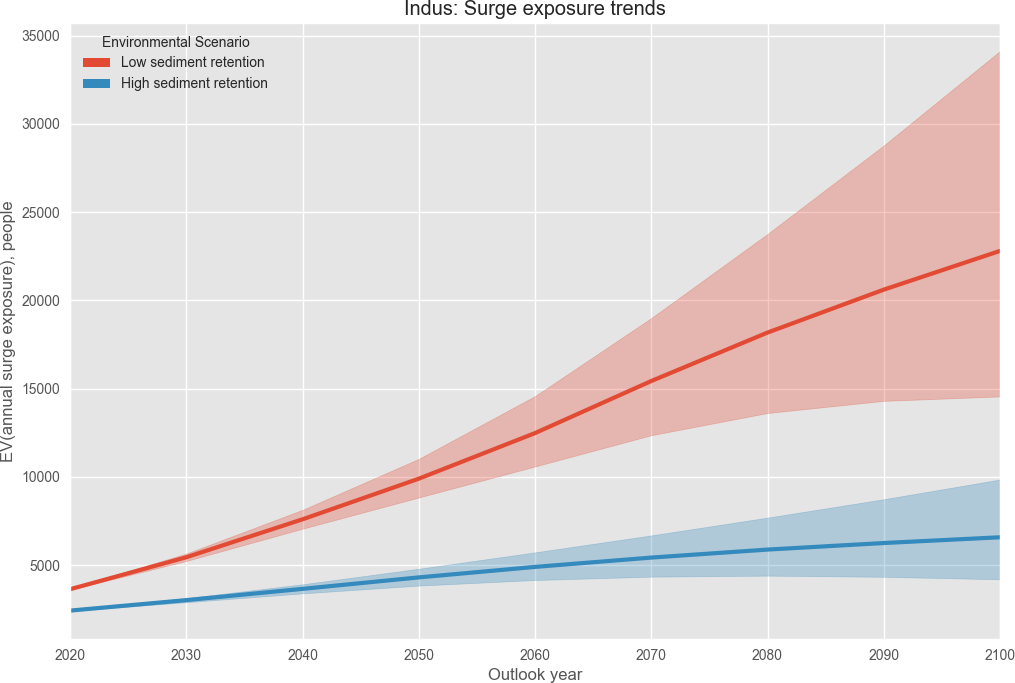 Indus: Surge exposure trends
Environmental Scenario
Low sediment retention
High sediment retention
EV(annual surge exposure), people
35000
30000
25000
20000
15000
10000
5000
2020 2030 2040 2050 2060 2070 2080 2090 2100
Outlook year